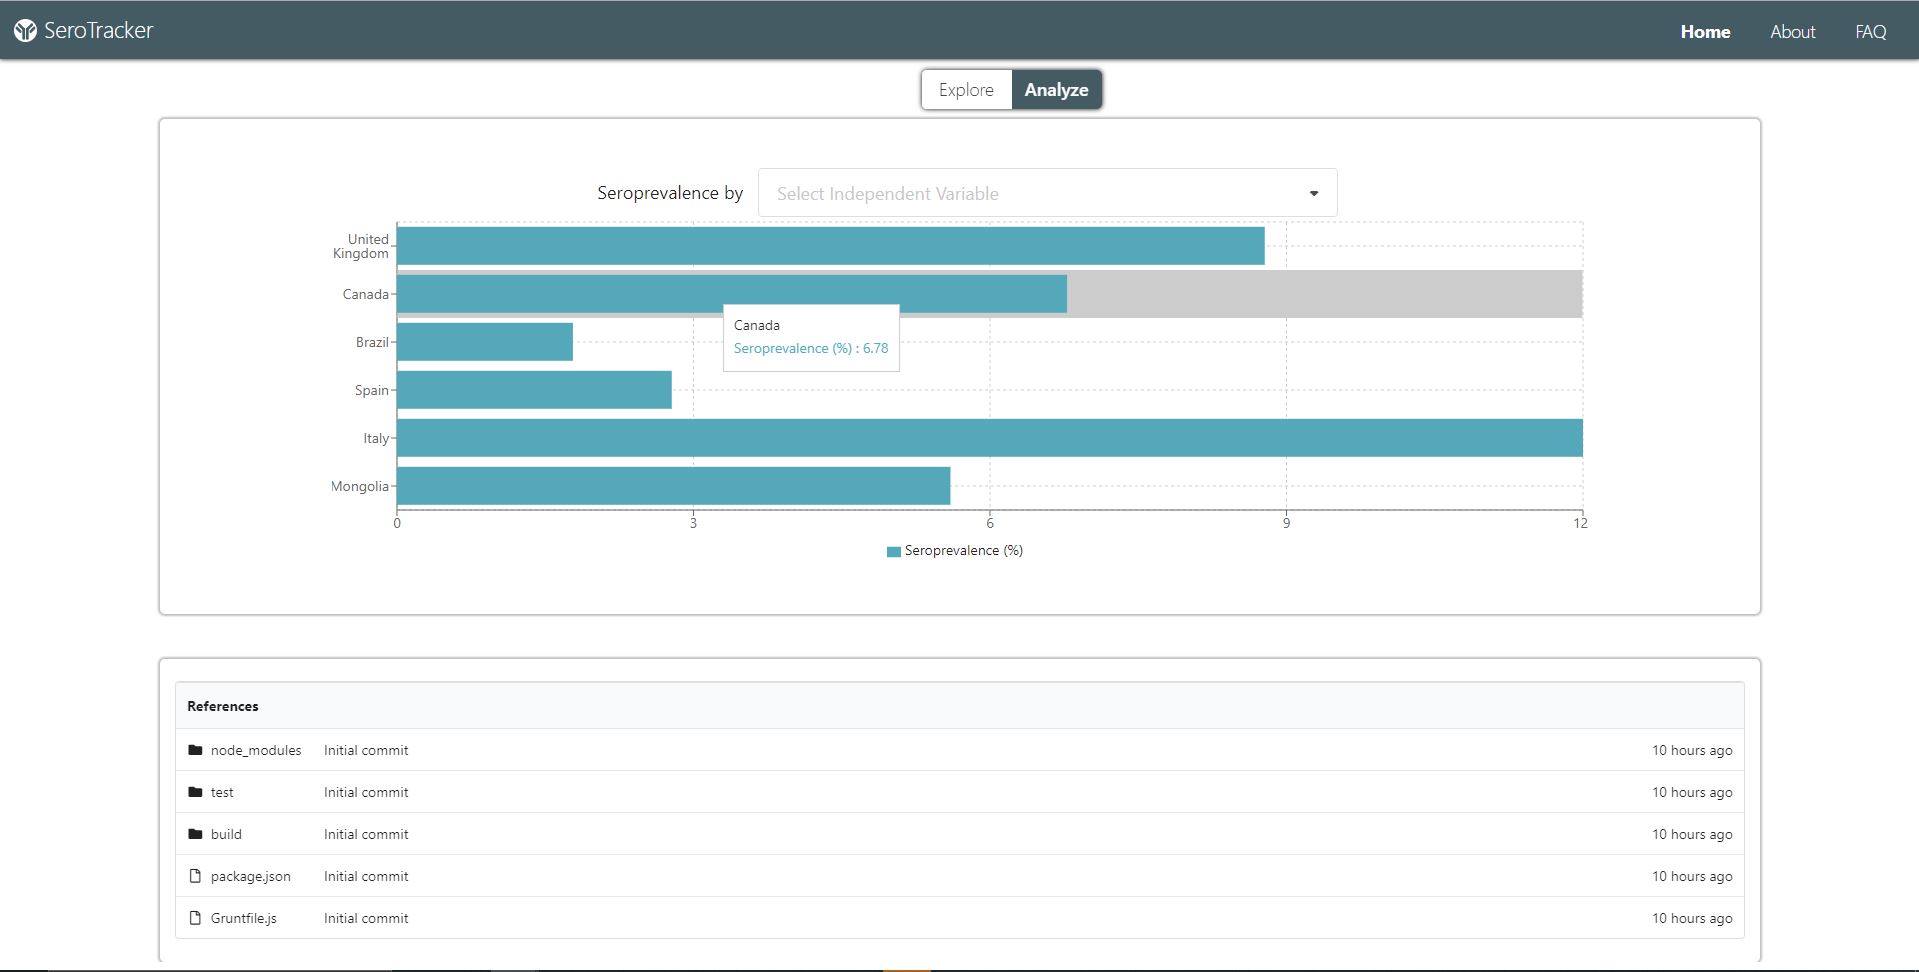 SeroTracker
Home About FAQ
Explore Analyze
Seroprevalence by Select Independent Variable
United
Kingdom
Canada
Canada
Seroprevalence (%) : 6.78
Brazil
Spain
Italy
Mongolia
0 3 6 9 12
Seroprevalence (%)
References
node_modules Initial commit 10 hours ago
test Initial commit 10 hours ago
build Initial commit 10 hours ago
package.json Initial commit 10 hours ago
Gruntfile.js Initial commit 10 hours ago